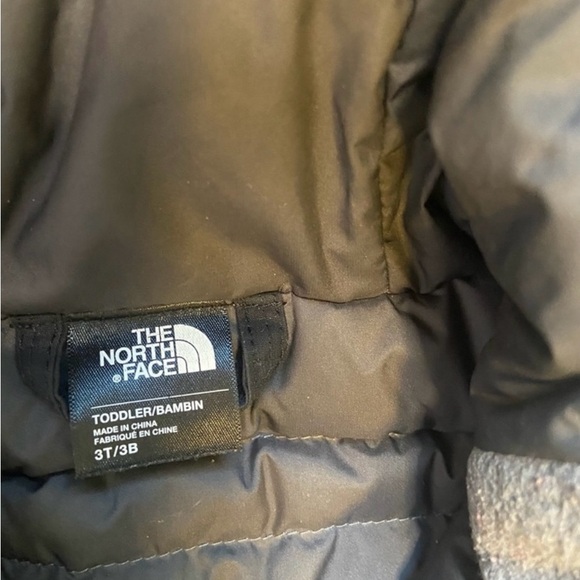 THE
NORTH
®FACE
TODDLER/BAMBIN
MADE IN CHINA
FABRIQUÉ EN CHINE
3T/3B